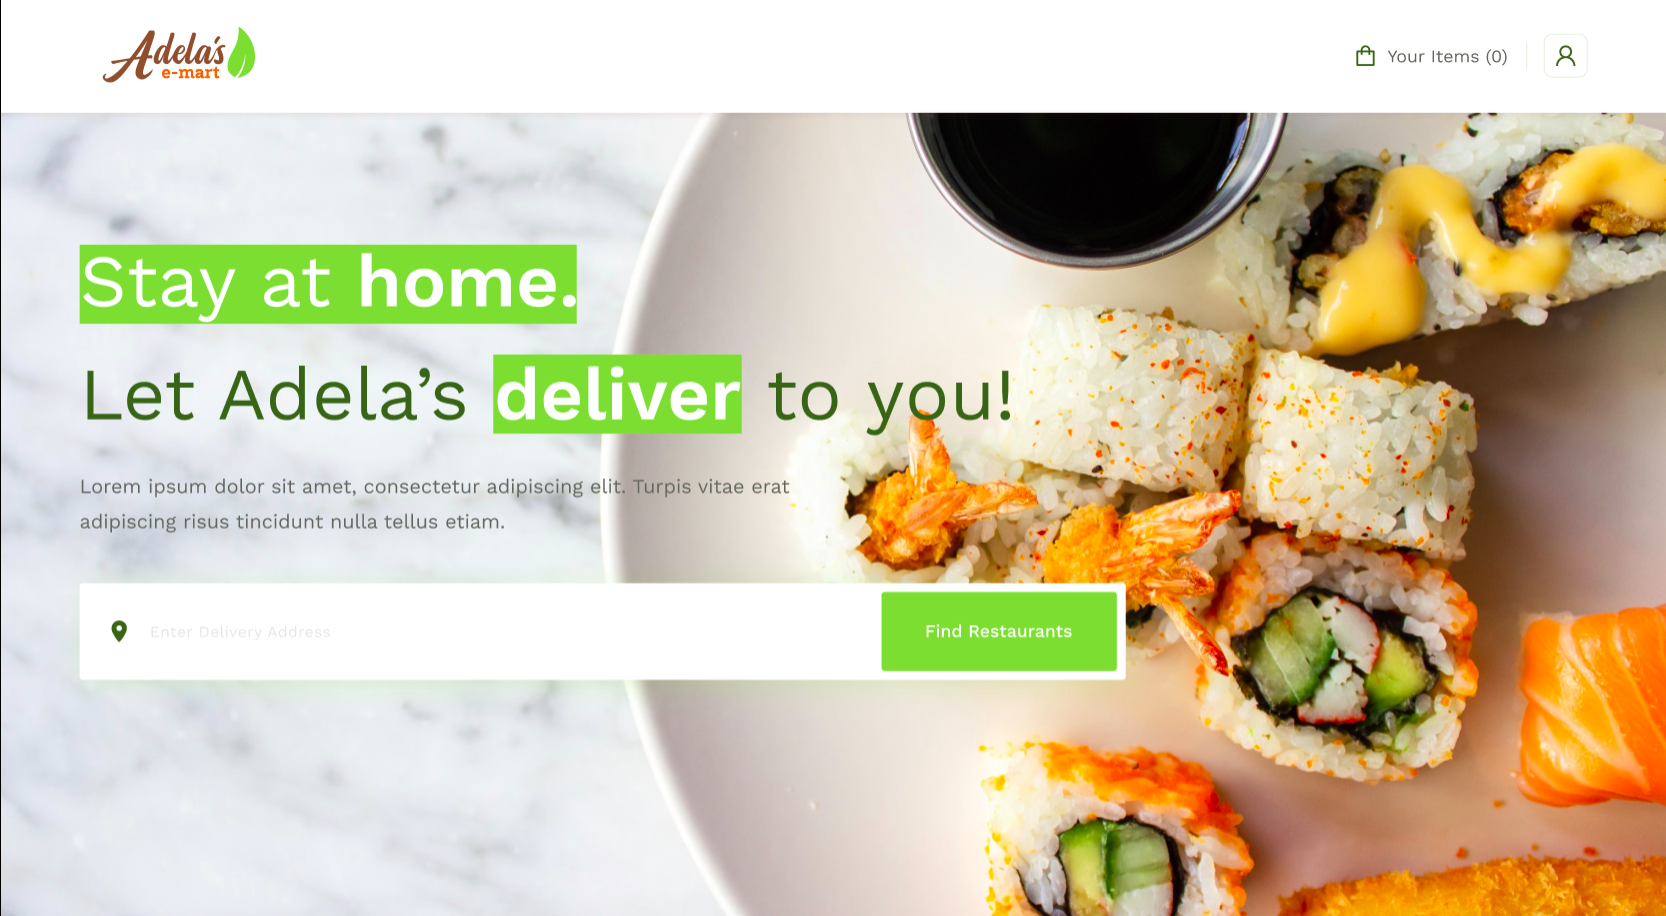 Adela's
e-mart
Your Items (0)
Stay at home.
Let Adela’s deliver to you!
Lorem ipsum dolor sit amet, consectetur adipiscing elit. Turpis vitae erat
adipiscing risus tincidunt nulla tellus etiam.
Enter Delivery Address
Find Restaurants